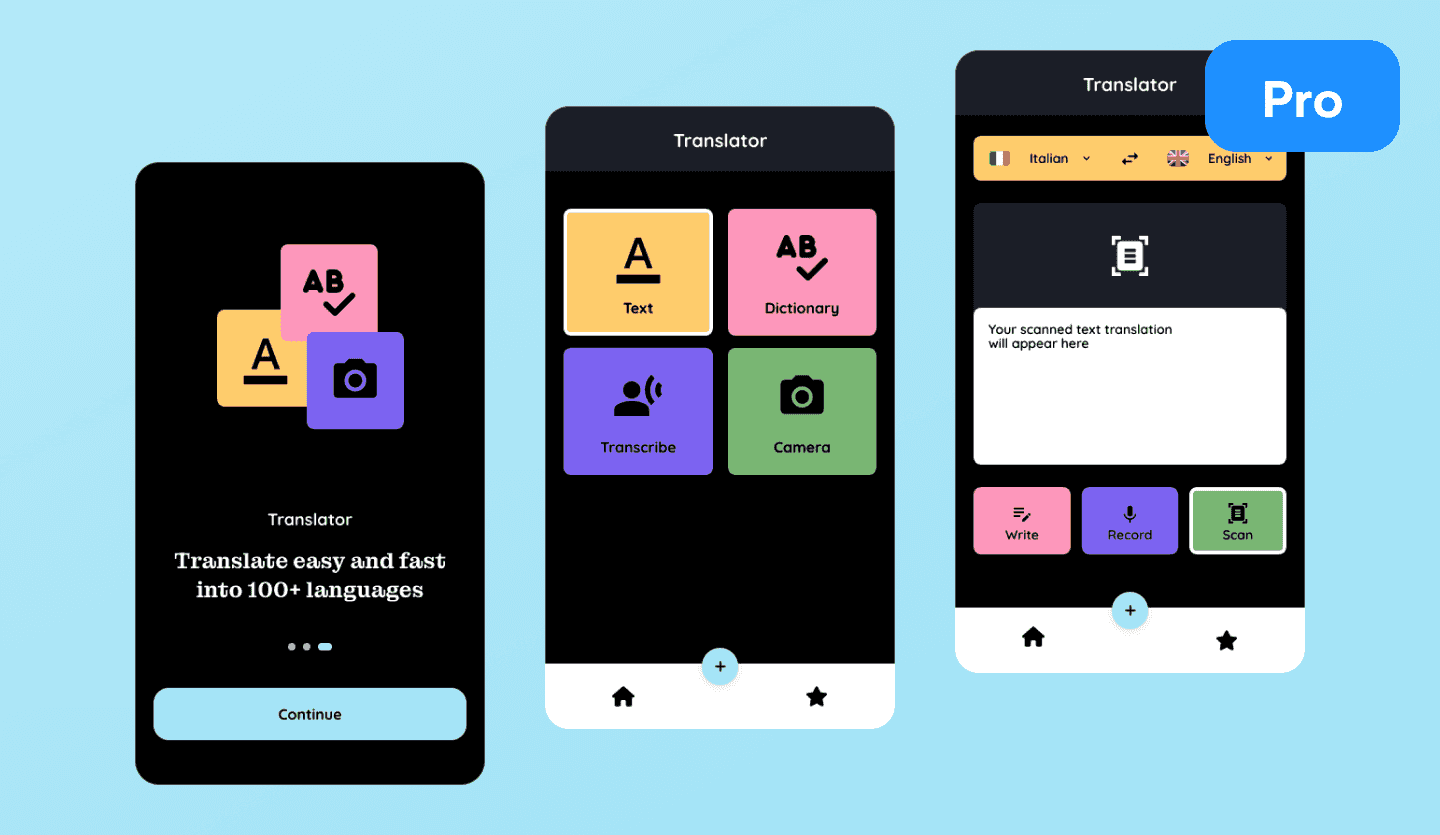 AB
A
Translator
Translate easy and fast
into 100+ languages
Continue
Translator
A
Text
AB
Dictionary
Transcribe
Camera
+
Translator
Pro
Italian
English
Your scanned text translation
will appear here
Write
Record
Scan
+